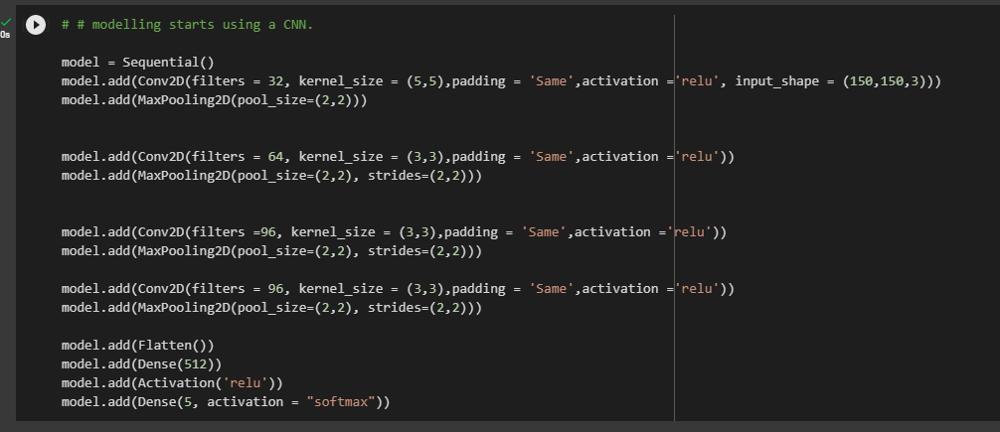 0s
# # modelling starts using a CNN.
model = Sequential()
model.add(Conv2D(filters = 32, kernel_size = (5,5),padding = 'Same',activation ='relu', input_shape = (150,150,3)))
model.add(MaxPooling2D(pool_size=(2,2)))
model.add(Conv2D(filters = 64, kernel_size = (3,3),padding = 'Same',activation ='relu'))
model.add(MaxPooling2D(pool_size=(2,2), strides=(2,2)))
model.add(Conv2D(filters =96, kernel_size = (3,3),padding = 'Same',activation ='relu'))
model.add(MaxPooling2D(pool_size=(2,2), strides=(2,2)))
model.add(Conv2D(filters = 96, kernel_size = (3,3),padding = 'Same',activation ='relu'))
model.add(MaxPooling2D(pool_size=(2,2), strides=(2,2)))
model.add(Flatten())
model.add(Dense(512))
model.add(Activation('relu'))
model.add(Dense(5, activation = "softmax"))